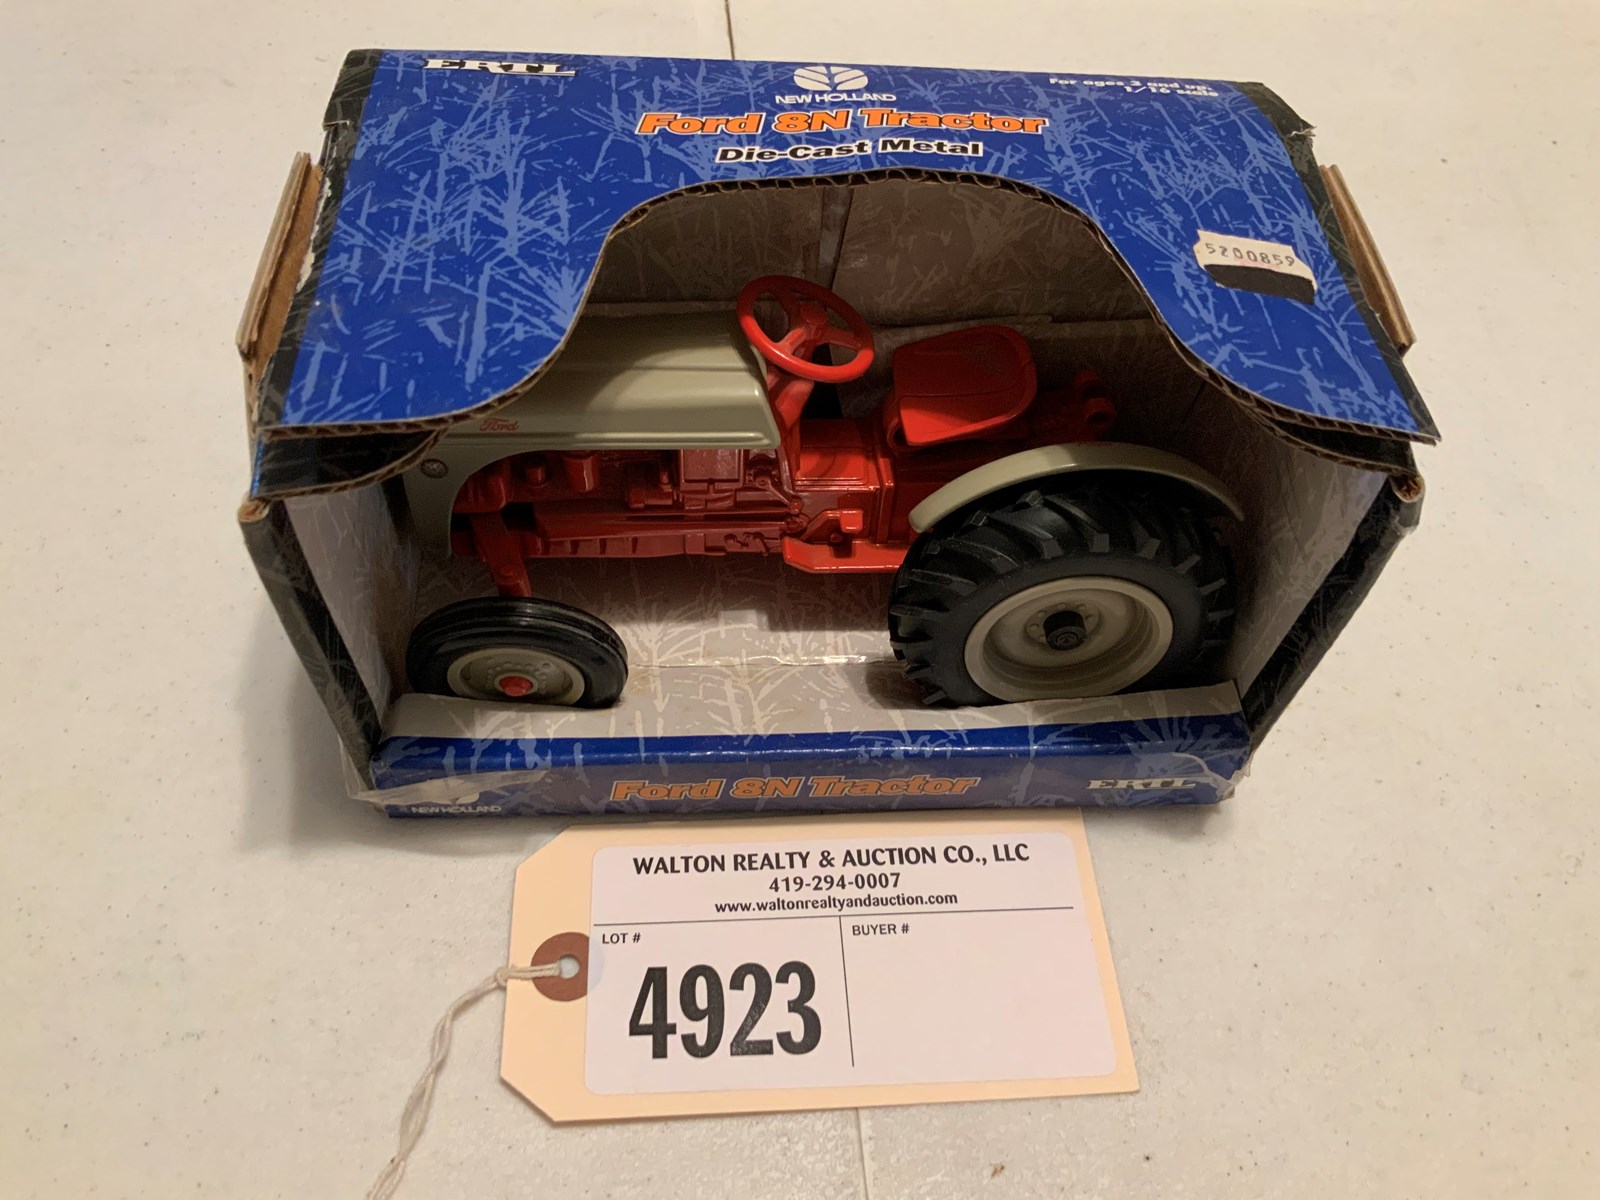 ERTL
NEW HOLLAND
For ages 3 and up.
1/16 scale
Ford 8N Tractor
Die-Cast Metal
5200859
Ford
NEW HOLLAND
Ford 8N Tractor
ERTL
WALTON REALTY & AUCTION CO., LLC
419-294-0007
www.waltonrealtyandauction.com
LOT #
BUYER #
4923